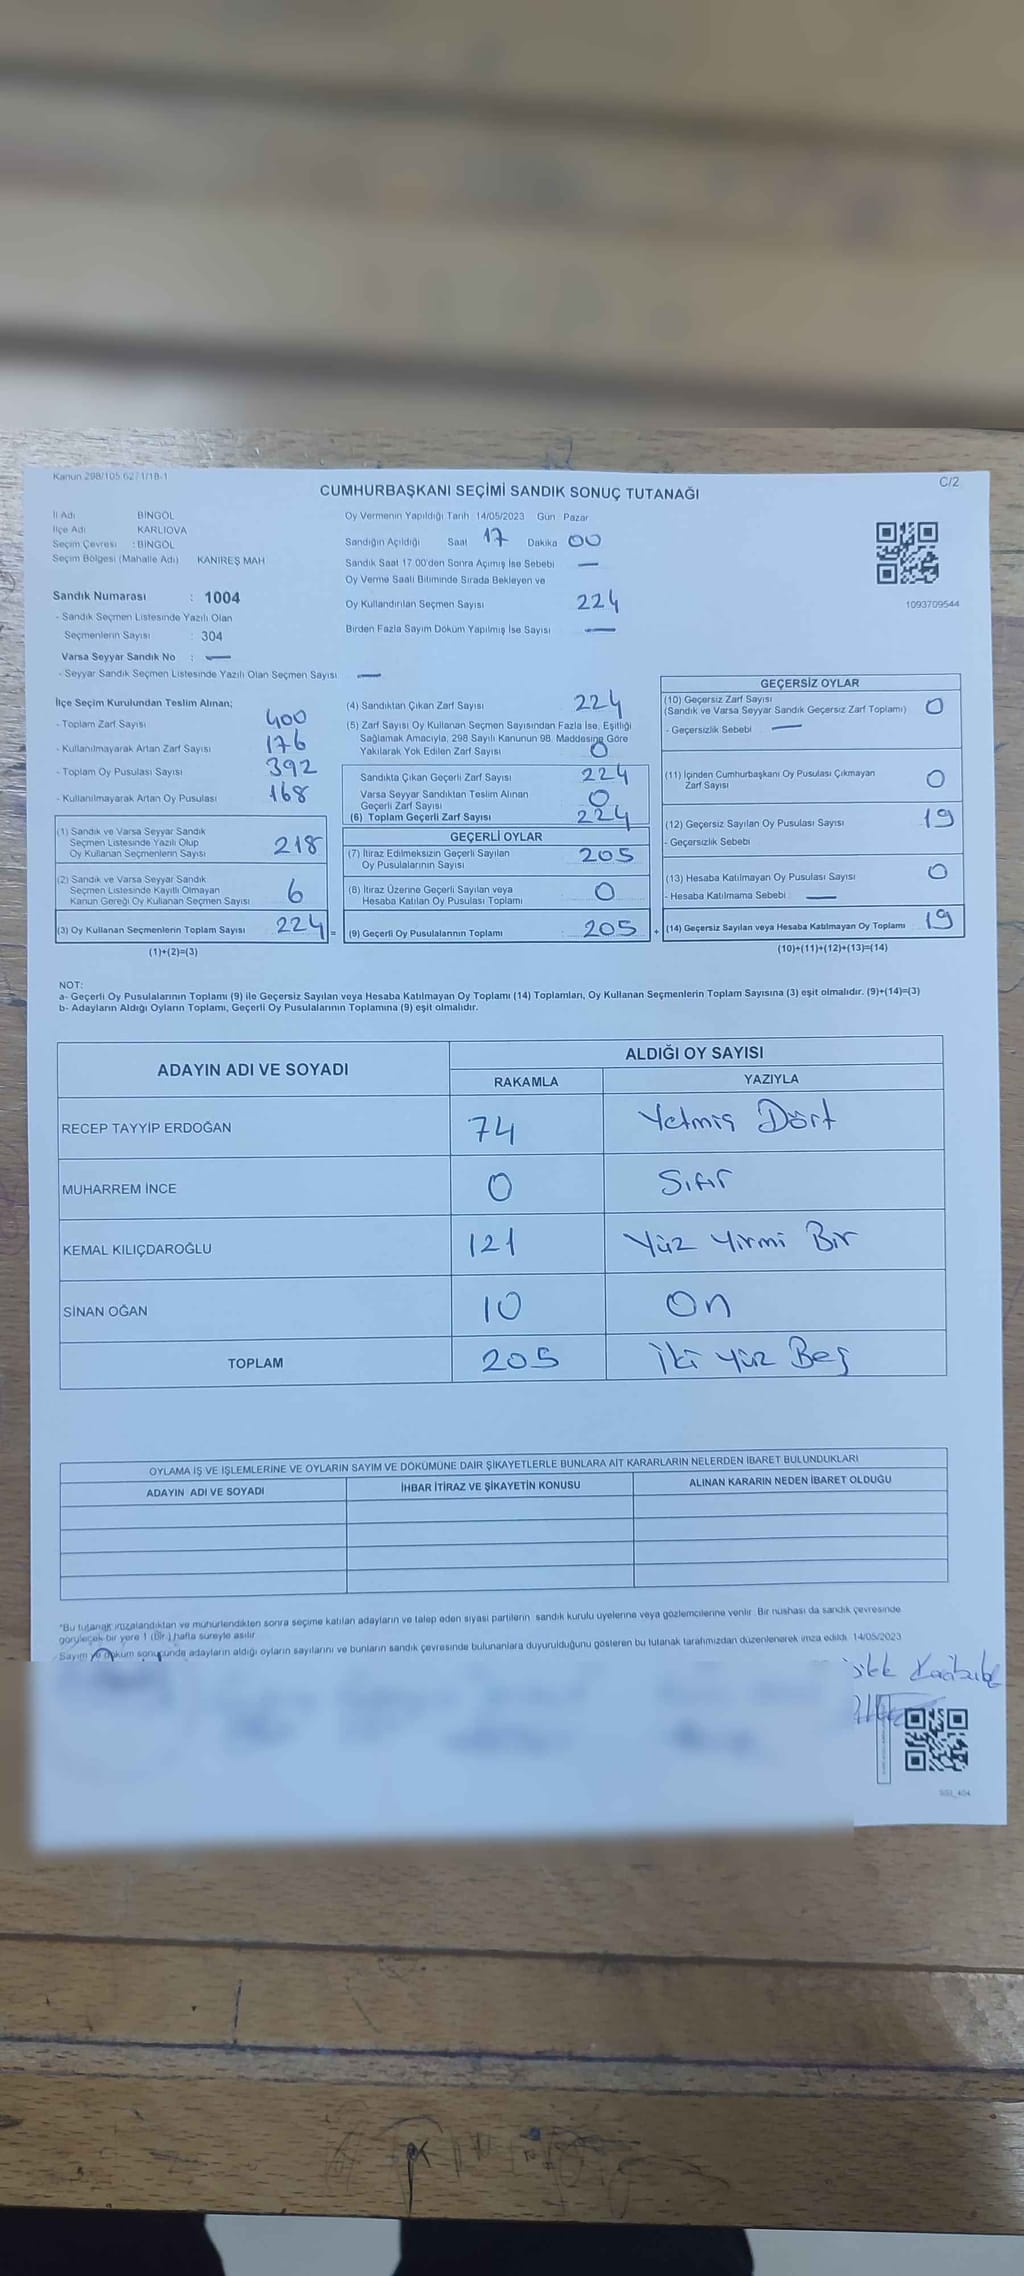 Kanun 298/105,627 1/1B-1
C/2
CUMHURBAŞKANI SEÇİMİ SANDIK SONUÇ TUTANAĞI
İl Adı BİNGÖL
İlçe Adı KARLIOVA
Seçim Çevresi : BİNGÖL
Seçim Bölgesi (Mahalle Adı) KANİREŞ MAH
Sandık Numarası : 1004
- Sandık Seçmen Listesinde Yazılı Olan
Seçmenlerin Sayısı : 304
Varsa Seyyar Sandık No : —
- Seyyar Sandık Seçmen Listesinde Yazılı Olan Seçmen Sayısı —
Oy Vermenin Yapıldığı Tarih 14/05/2023 Gün Pazar
Sandığın Açıldığı Saat 17 Dakika 00
Sandık Saat 17.00'den Sonra Açımış İse Sebebi —
Oy Verme Saati Bitiminde Sırada Bekleyen ve
Oy Kullandırılan Seçmen Sayısı 224
Birden Fazla Sayım Döküm Yapılmış İse Sayısı —
1093709544
İlçe Seçim Kurulundan Teslim Alınan;
- Toplam Zarf Sayısı 400
- Kullanılmayarak Artan Zarf Sayısı 176
- Toplam Oy Pusulası Sayısı 392
- Kullanılmayarak Artan Oy Pusulası 168
(1) Sandık ve Varsa Seyyar Sandık
Seçmen Listesinde Yazılı Olup
Oy Kullanan Seçmenlerin Sayısı 218
(2) Sandık ve Varsa Seyyar Sandık
Seçmen Listesinde Kayıtlı Olmayan
Kanun Gereği Oy Kullanan Seçmen Sayısı 6
(3) Oy Kullanan Seçmenlerin Toplam Sayısı 224 =
(1)+(2)=(3)
(4) Sandıktan Çıkan Zarf Sayısı 224
(5) Zarf Sayısı Oy Kullanan Seçmen Sayısından Fazla İse, Eşitliği
Sağlamak Amacıyla, 298 Sayılı Kanunun 98. Maddesine Göre
Yakılarak Yok Edilen Zarf Sayısı 0
Sandıkta Çıkan Geçerli Zarf Sayısı 224
Varsa Seyyar Sandıktan Teslim Alınan
Geçerli Zarf Sayısı 0
(6) Toplam Geçerli Zarf Sayısı 224
GEÇERLİ OYLAR
(7) İtiraz Edilmeksizin Geçerli Sayılan
Oy Pusulalarının Sayısı 205
(8) İtiraz Üzerine Geçerli Sayılan veya
Hesaba Katılan Oy Pusulası Toplamı 0
(9) Geçerli Oy Pusulalarının Toplamı : 205 +
GEÇERSİZ OYLAR
(10) Geçersiz Zarf Sayısı
(Sandık ve Varsa Seyyar Sandık Geçersiz Zarf Toplamı) 0
- Geçersizlik Sebebi —
(11) İçinden Cumhurbaşkanı Oy Pusulası Çıkmayan
Zarf Sayısı 0
(12) Geçersiz Sayılan Oy Pusulası Sayısı 19
- Geçersizlik Sebebi
(13) Hesaba Katılmayan Oy Pusulası Sayısı 0
- Hesaba Katılmama Sebebi —
(14) Geçersiz Sayılan veya Hesaba Katılmayan Oy Toplamı 19
(10)+(11)+(12)+(13)=(14)
NOT:
a- Geçerli Oy Pusulalarının Toplamı (9) ile Geçersiz Sayılan veya Hesaba Katılmayan Oy Toplamı (14) Toplamları, Oy Kullanan Seçmenlerin Toplam Sayısına (3) eşit olmalıdır. (9)+(14)=(3)
b- Adayların Aldığı Oyların Toplamı, Geçerli Oy Pusulalarının Toplamına (9) eşit olmalıdır.
ADAYIN ADI VE SOYADI ALDIĞI OY SAYISI
RAKAMLA YAZIYLA
RECEP TAYYİP ERDOĞAN 74 Yetmiş Dört
MUHARREM İNCE 0 Sıfır
KEMAL KILIÇDAROĞLU 121 Yüz Yirmi Bir
SİNAN OĞAN 10 On
TOPLAM 205 İki Yüz Beş
OYLAMA İŞ VE İŞLEMLERİNE VE OYLARIN SAYIM VE DÖKÜMÜNE DAİR ŞİKAYETLERLE BUNLARA AİT KARARLARIN NELERDEN İBARET BULUNDUKLARI
ADAYIN ADI VE SOYADI İHBAR İTİRAZ VE ŞİKAYETİN KONUSU ALINAN KARARIN NEDEN İBARET OLDUĞU
*Bu tutanak imzalandıktan ve mühürlendikten sonra seçime katılan adayların ve talep eden siyasi partilerin sandık kurulu üyelerine veya gözlemcilerine verilir. Bir nüshası da sandık çevresinde
görülecek bir yere 1 (Bir) hafta süreyle asılır.
Sayım ve döküm sonucunda adayların aldığı oyların sayılarını ve bunların sandık çevresinde bulunanlara duyurulduğunu gösteren bu tutanak tarafımızdan düzenlenerek imza edildi. 14/05/2023